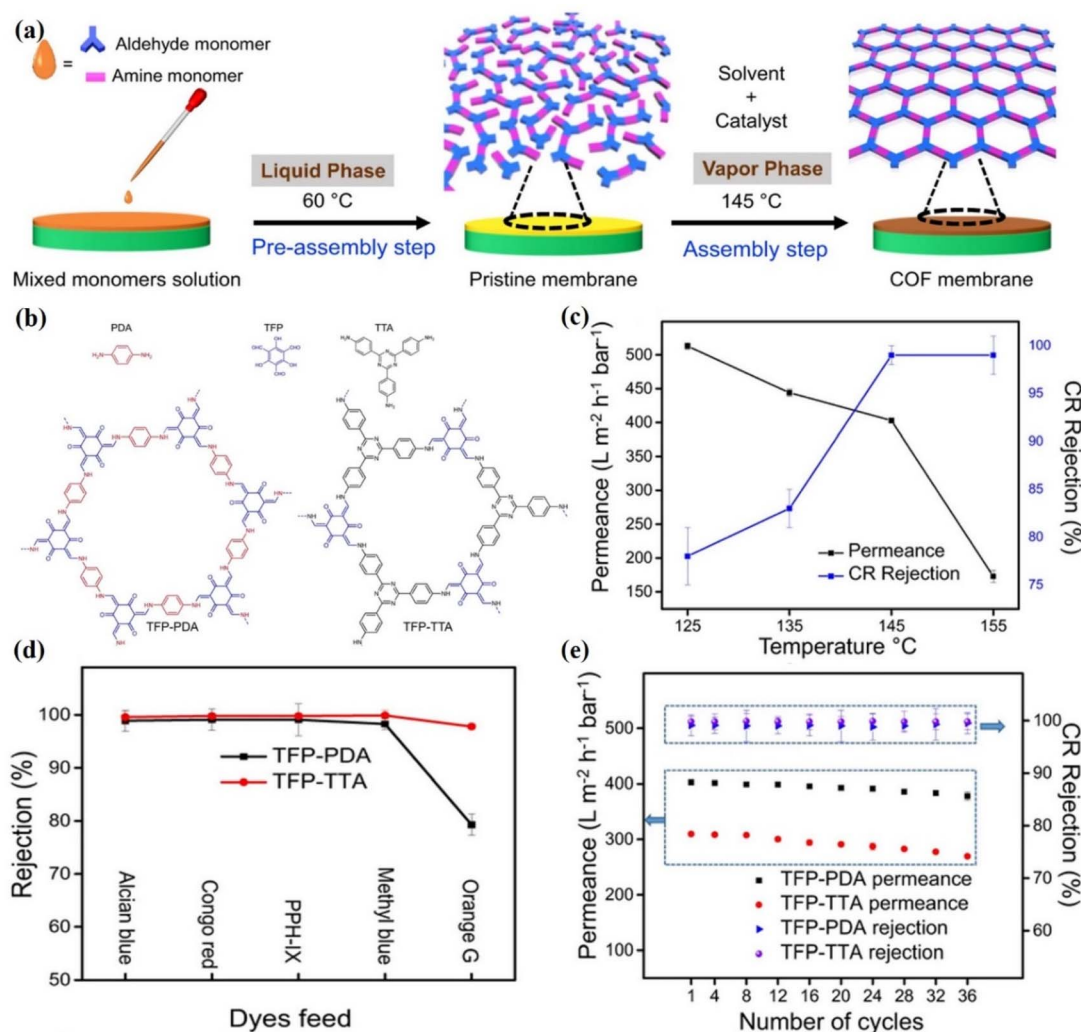 (a)
= Aldehyde monomer
Amine monomer
Liquid Phase
60 °C
Pre-assembly step
Solvent
+
Catalyst
Vapor Phase
145 °C
Assembly step
Mixed monomers solution
Pristine membrane
COF membrane
(b)
PDA
TFP
TTA
TFP-PDA
TFP-TTA
(c)
Permeance (L m⁻² h⁻¹ bar⁻¹)
500
450
400
350
300
250
200
150
100
95
90
85
80
75
CR Rejection (%)
Permeance
CR Rejection
125
135
145
155
Temperature °C
(d)
Rejection (%)
100
90
80
70
60
50
TFP-PDA
TFP-TTA
Alcian blue
Congo red
PPH-IX
Methyl blue
Orange G
Dyes feed
(e)
Permeance (L m⁻² h⁻¹ bar⁻¹)
500
400
300
200
100
100
90
80
70
60
CR Rejection (%)
TFP-PDA permeance
TFP-TTA permeance
TFP-PDA rejection
TFP-TTA rejection
1 4 8 12 16 20 24 28 32 36
Number of cycles